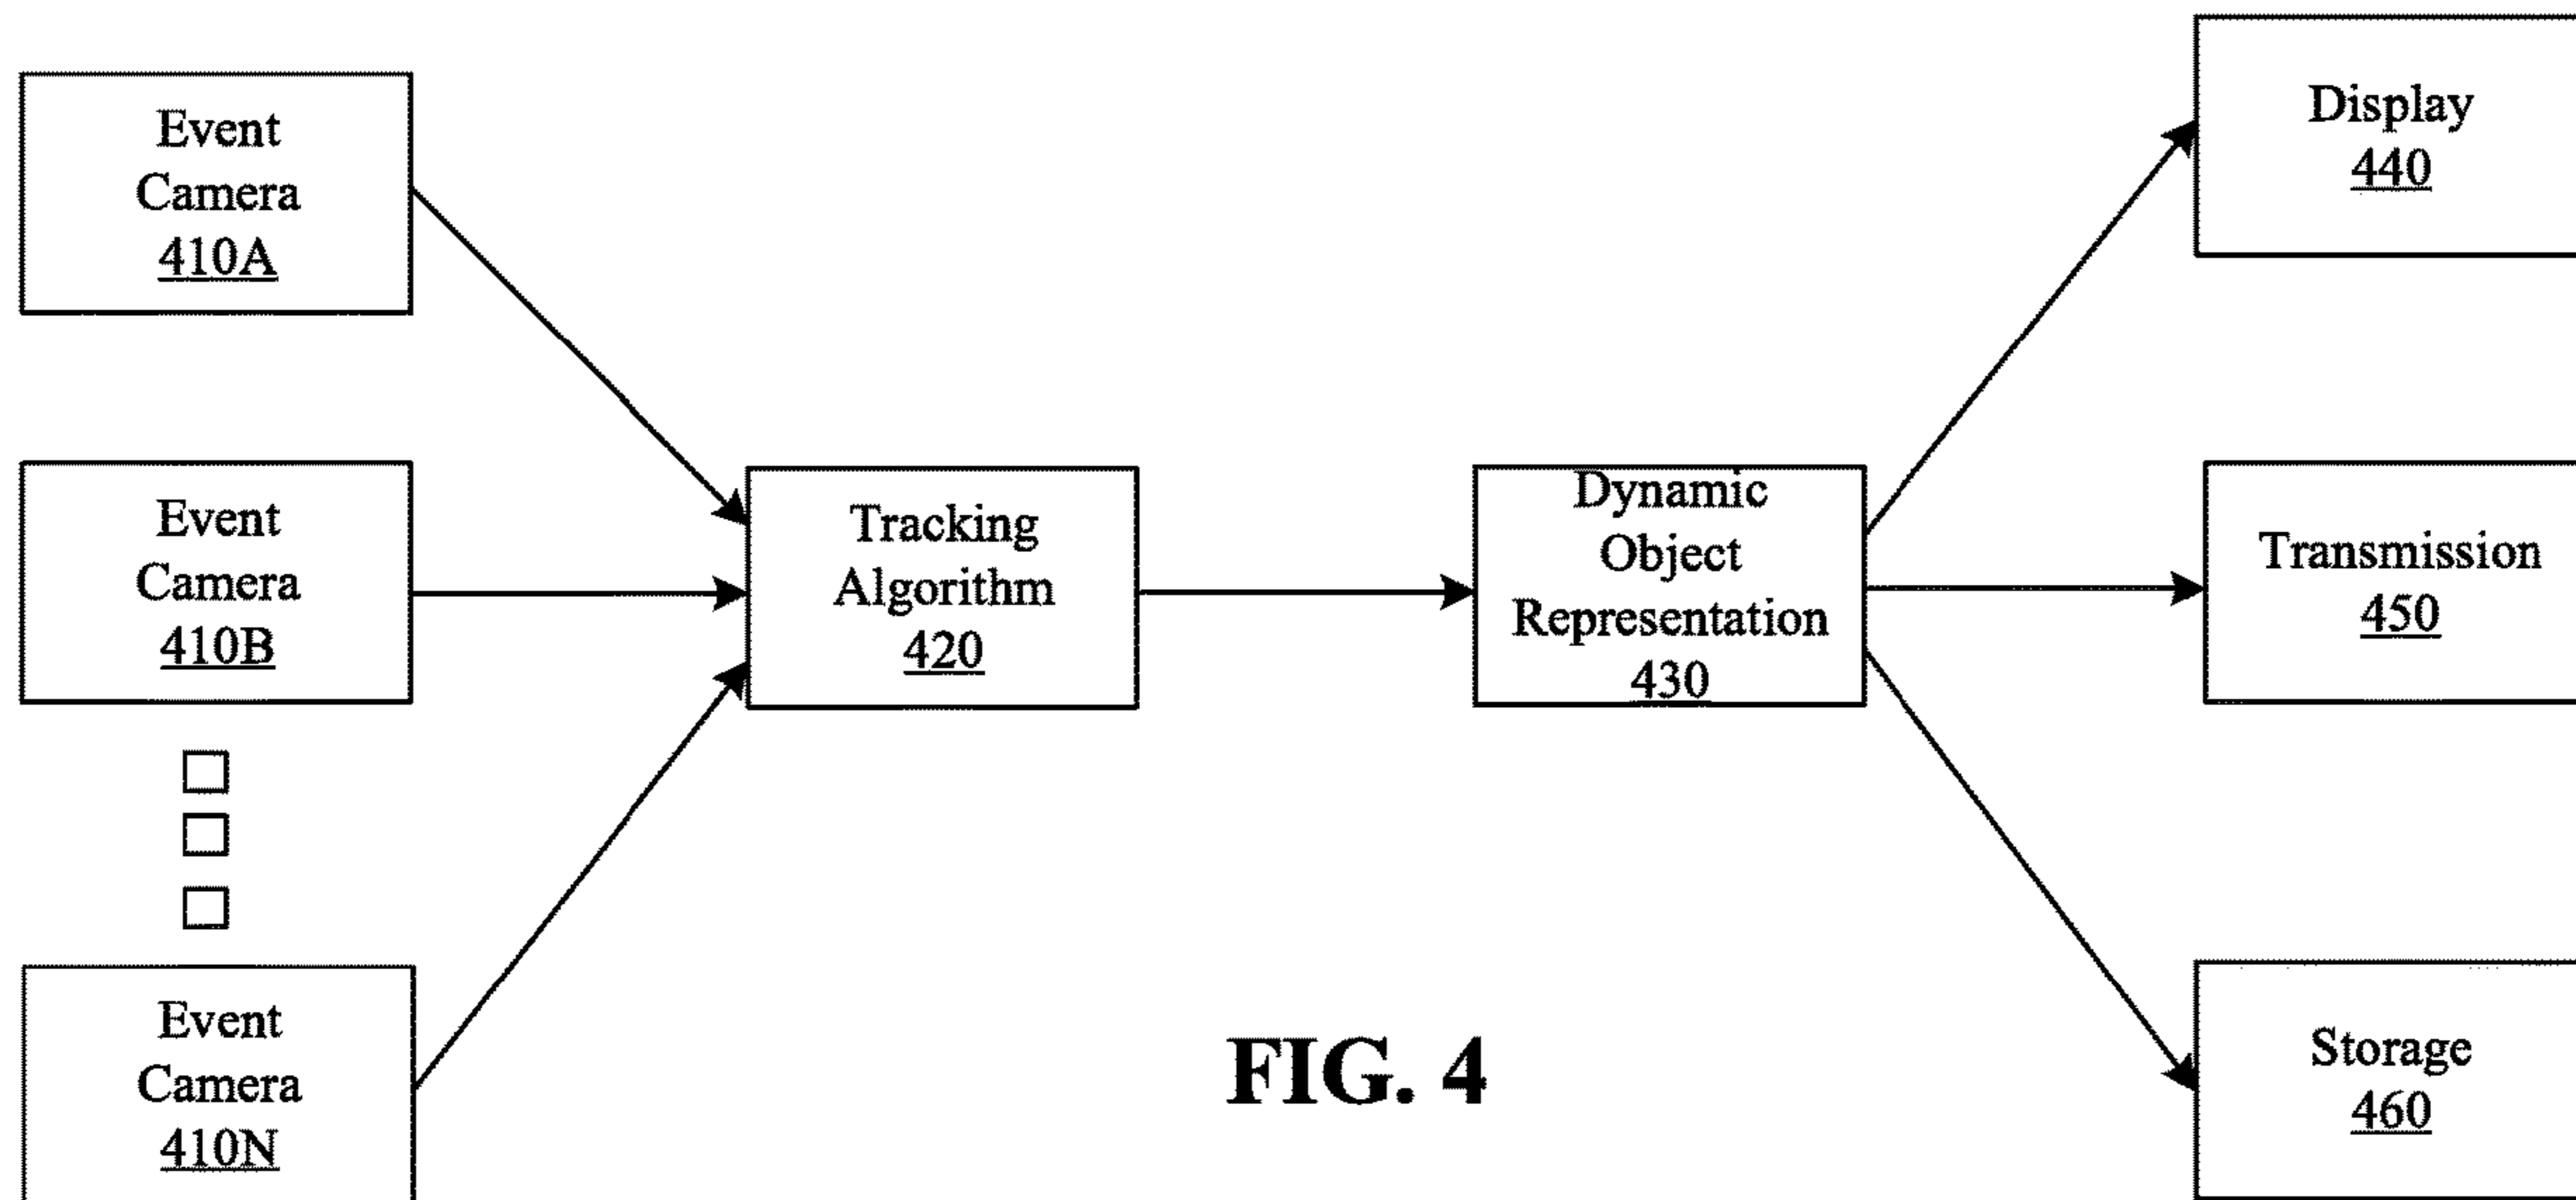 Event
Camera
410A
Event
Camera
410B
Event
Camera
410N
Tracking
Algorithm
420
Dynamic
Object
Representation
430
Display
440
Transmission
450
Storage
460
FIG. 4